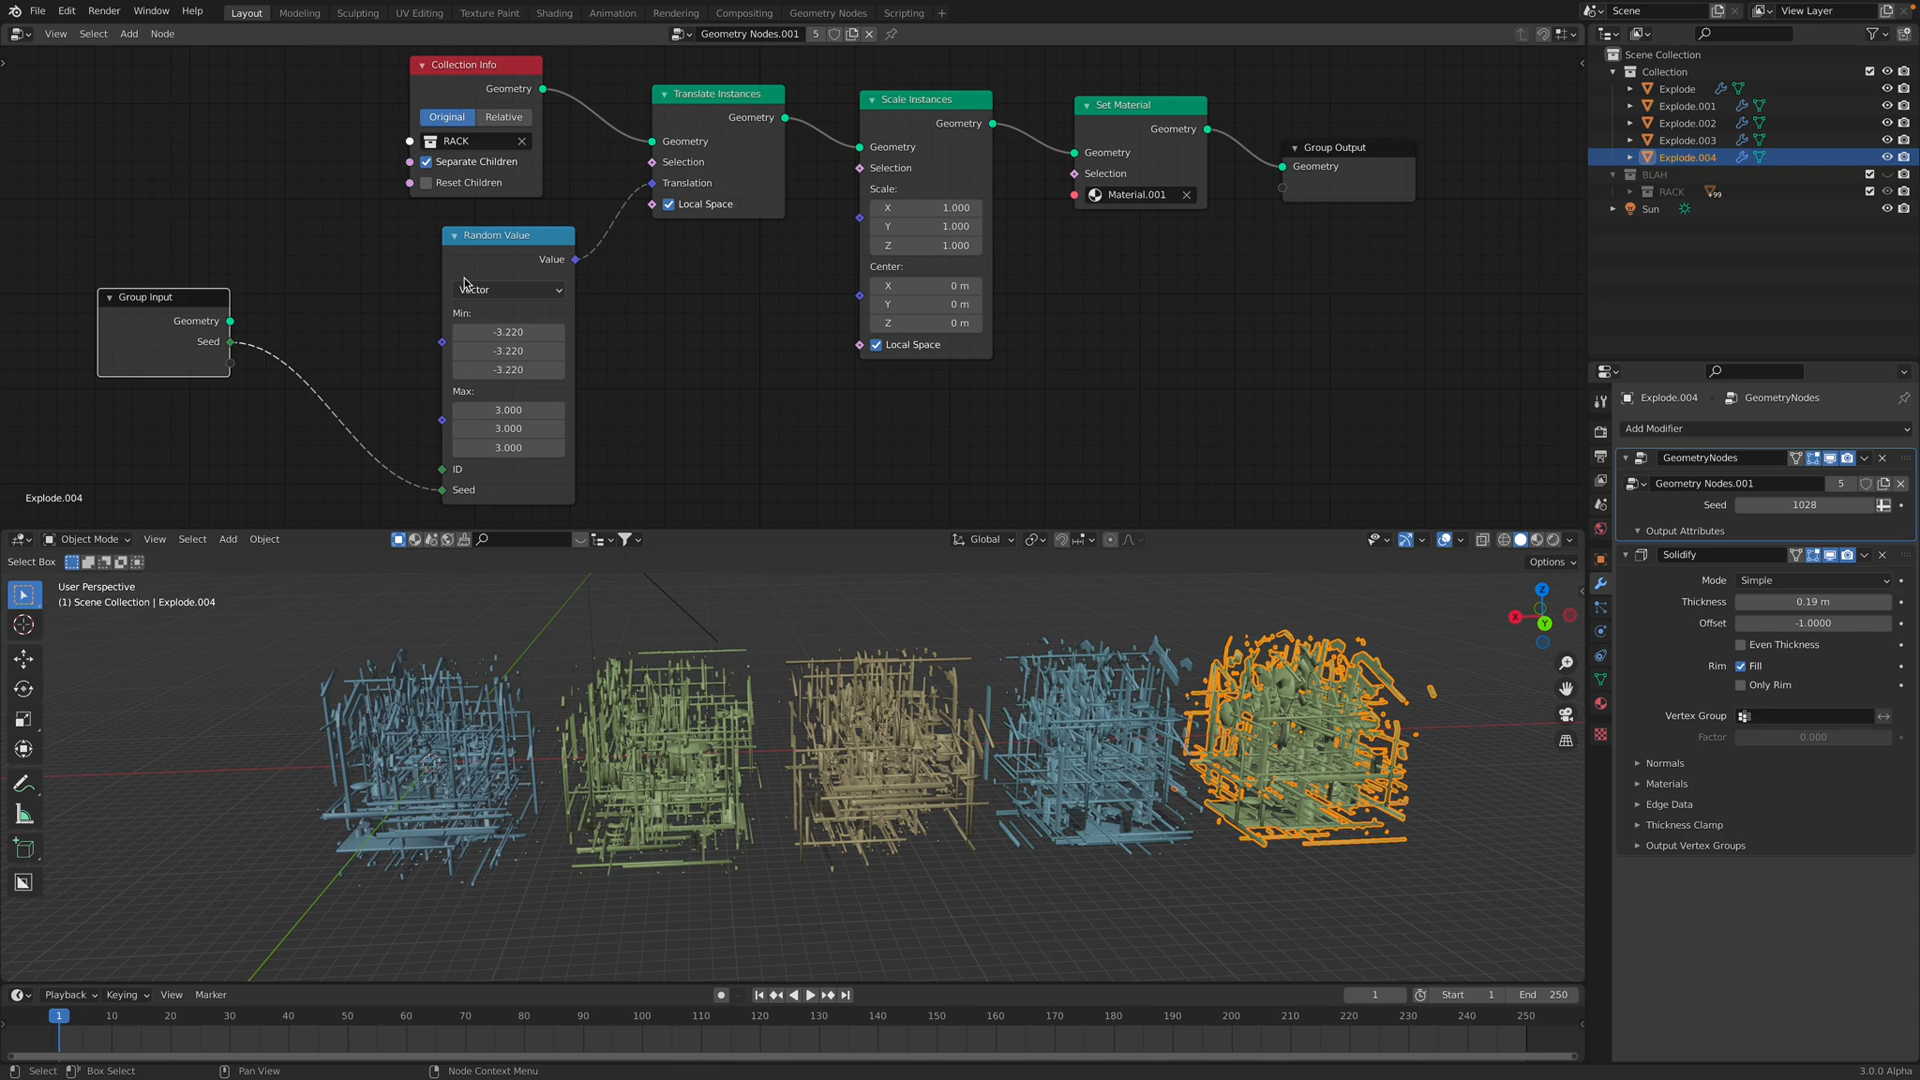 File Edit Render Window Help Layout Modeling Sculpting UV Editing Texture Paint Shading Animation Rendering Compositing Geometry Nodes Scripting + Scene View Layer
View Select Add Node Geometry Nodes.001 5
Collection Info
Geometry
Original Relative
RACK
Separate Children
Reset Children
Translate Instances
Geometry
Geometry
Selection
Translation
Local Space
Scale Instances
Geometry
Geometry
Selection
Scale:
X 1.000
Y 1.000
Z 1.000
Center:
X 0 m
Y 0 m
Z 0 m
Local Space
Set Material
Geometry
Geometry
Selection
Material.001
Group Output
Geometry
Random Value
Value
Vector
Min:
-3.220
-3.220
-3.220
Max:
3.000
3.000
3.000
ID
Seed
Group Input
Geometry
Seed
Explode.004
Scene Collection
Collection
Explode
Explode.001
Explode.002
Explode.003
Explode.004
BLAH
RACK +99
Sun
Explode.004 GeometryNodes
Add Modifier
GeometryNodes
Geometry Nodes.001 5
Seed 1028
Output Attributes
Solidify
Mode Simple
Thickness 0.19 m
Offset -1.0000
Even Thickness
Rim Fill
Only Rim
Vertex Group
Factor 0.000
Normals
Materials
Edge Data
Thickness Clamp
Output Vertex Groups
Object Mode View Select Add Object Global
Select Box Options
User Perspective
(1) Scene Collection | Explode.004
Z
X
Y
Playback Keying View Marker 1 Start 1 End 250
1 10 20 30 40 50 60 70 80 90 100 110 120 130 140 150 160 170 180 190 200 210 220 230 240 250
Select Box Select Pan View Node Context Menu 3.0.0 Alpha